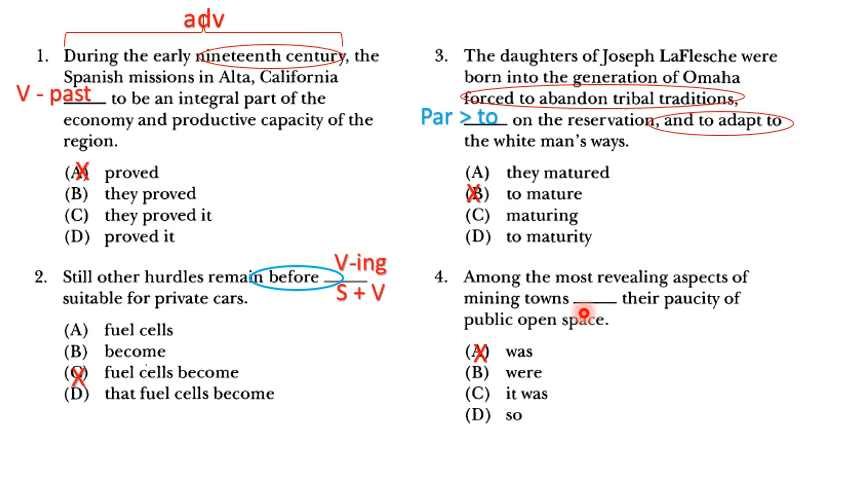 adv
1. During the early nineteenth century, the
Spanish missions in Alta, California
V - past ____ to be an integral part of the
economy and productive capacity of the
region.
(A) proved
(B) they proved
(C) they proved it
(D) proved it
2. Still other hurdles remain before ____
V-ing
S + V
suitable for private cars.
(A) fuel cells
(B) become
(C) fuel cells become
(D) that fuel cells become
3. The daughters of Joseph LaFlesche were
born into the generation of Omaha
forced to abandon tribal traditions,
Par > to ____ on the reservation, and to adapt to
the white man's ways.
(A) they matured
(B) to mature
(C) maturing
(D) to maturity
4. Among the most revealing aspects of
mining towns ____ their paucity of
public open space.
(A) was
(B) were
(C) it was
(D) so